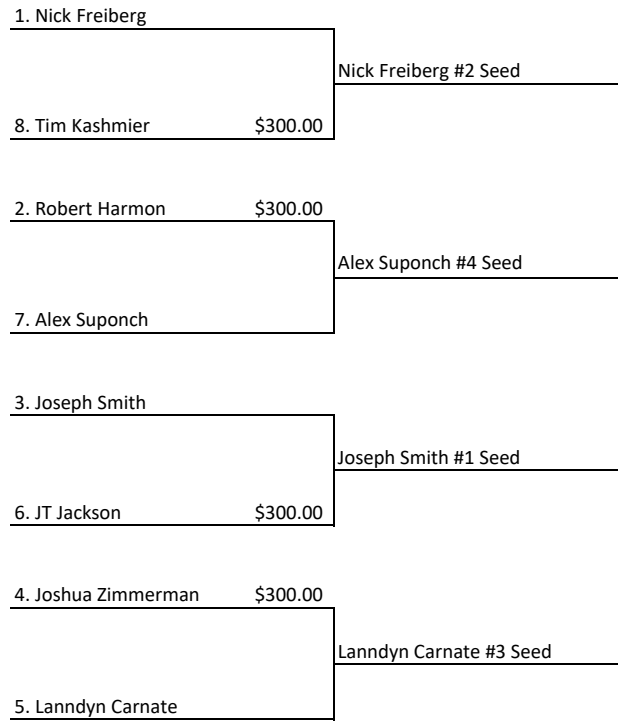 1. Nick Freiberg
Nick Freiberg #2 Seed
8. Tim Kashmier $300.00
2. Robert Harmon $300.00
Alex Suponch #4 Seed
7. Alex Suponch
3. Joseph Smith
Joseph Smith #1 Seed
6. JT Jackson $300.00
4. Joshua Zimmerman $300.00
Lanndyn Carnate #3 Seed
5. Lanndyn Carnate